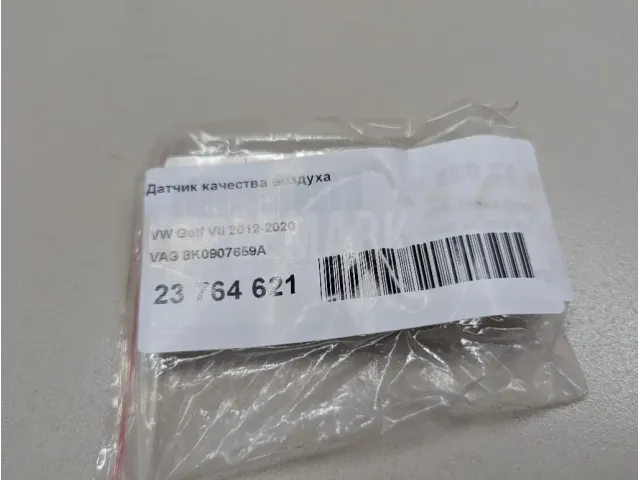 Датчик качества воздуха
VW Golf VII 2012-2020
VAG 8K0907659A
23 764 621